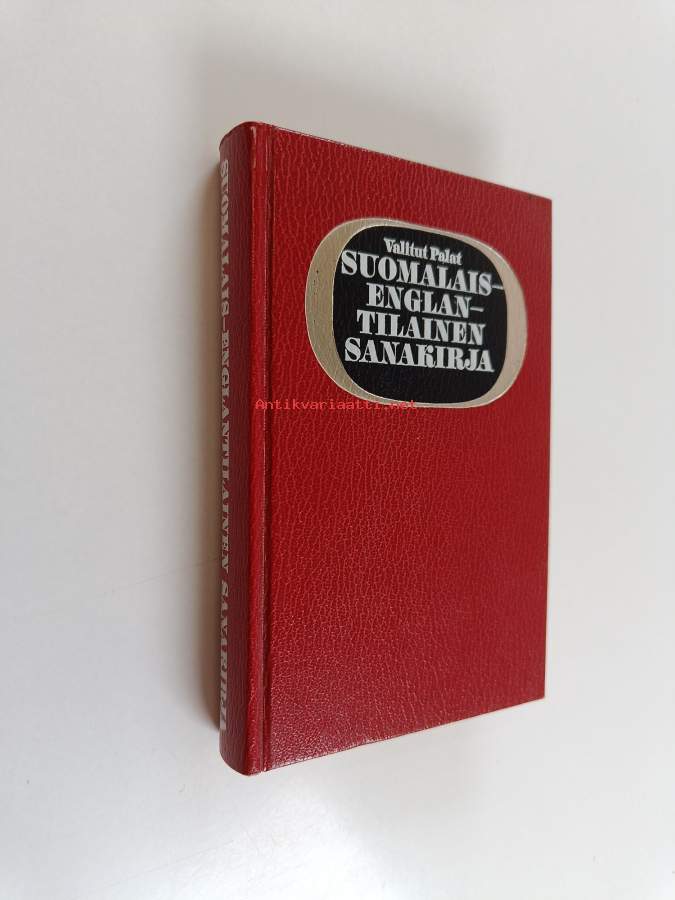 Valitut Palat
SUOMALAIS-
ENGLAN-
TILAINEN
SANAKIRJA
SUOMALAIS-ENGLANTILAINEN SANAKIRJA
Antikvariaatti.net